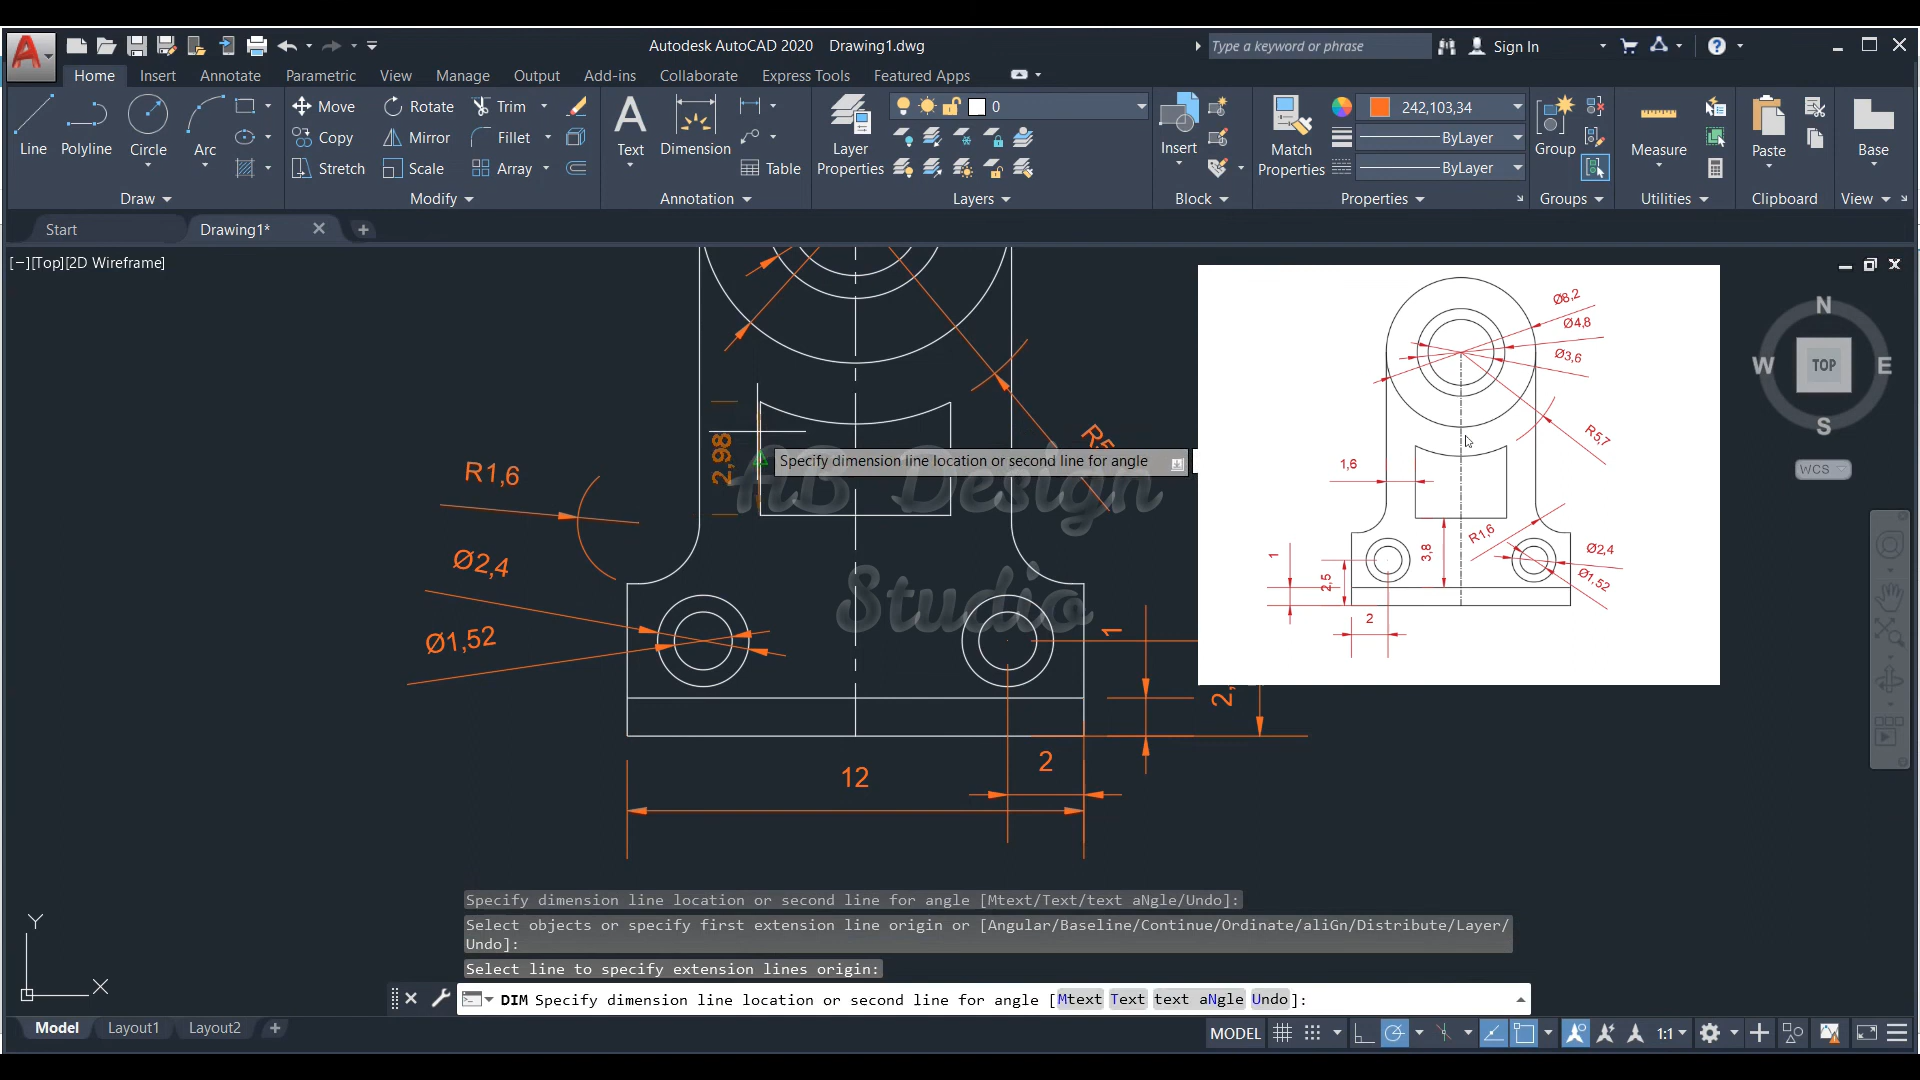 Autodesk AutoCAD 2020 Drawing1.dwg
Type a keyword or phrase
Sign In
Home Insert Annotate Parametric View Manage Output Add-ins Collaborate Express Tools Featured Apps
Line Polyline Circle Arc
Move Rotate Trim
Copy Mirror Fillet
Stretch Scale Array
Text Dimension Table
Layer
Properties
0
Insert
Match
Properties
242,103,34
ByLayer
ByLayer
Group
Measure
Paste
Base
Draw Modify Annotation Layers Block Properties Groups Utilities Clipboard View
Start Drawing1*
[−][Top][2D Wireframe]
N
W TOP E
S
WCS
Ø8,2
Ø4,8
Ø3,6
R5,7
1,6
R1,6
3,8
Ø2,4
Ø1,52
1
2,5
2
2,98
Specify dimension line location or second line for angle
AB Design
Studio
R1,6
Ø2,4
Ø1,52
1
2
12
Y
X
Specify dimension line location or second line for angle [Mtext/Text/text aNgle/Undo]:
Select objects or specify first extension line origin or [Angular/Baseline/Continue/Ordinate/aliGn/Distribute/Layer/
Undo]:
Select line to specify extension lines origin:
DIM Specify dimension line location or second line for angle [Mtext Text text aNgle Undo]:
Model Layout1 Layout2
MODEL
1:1